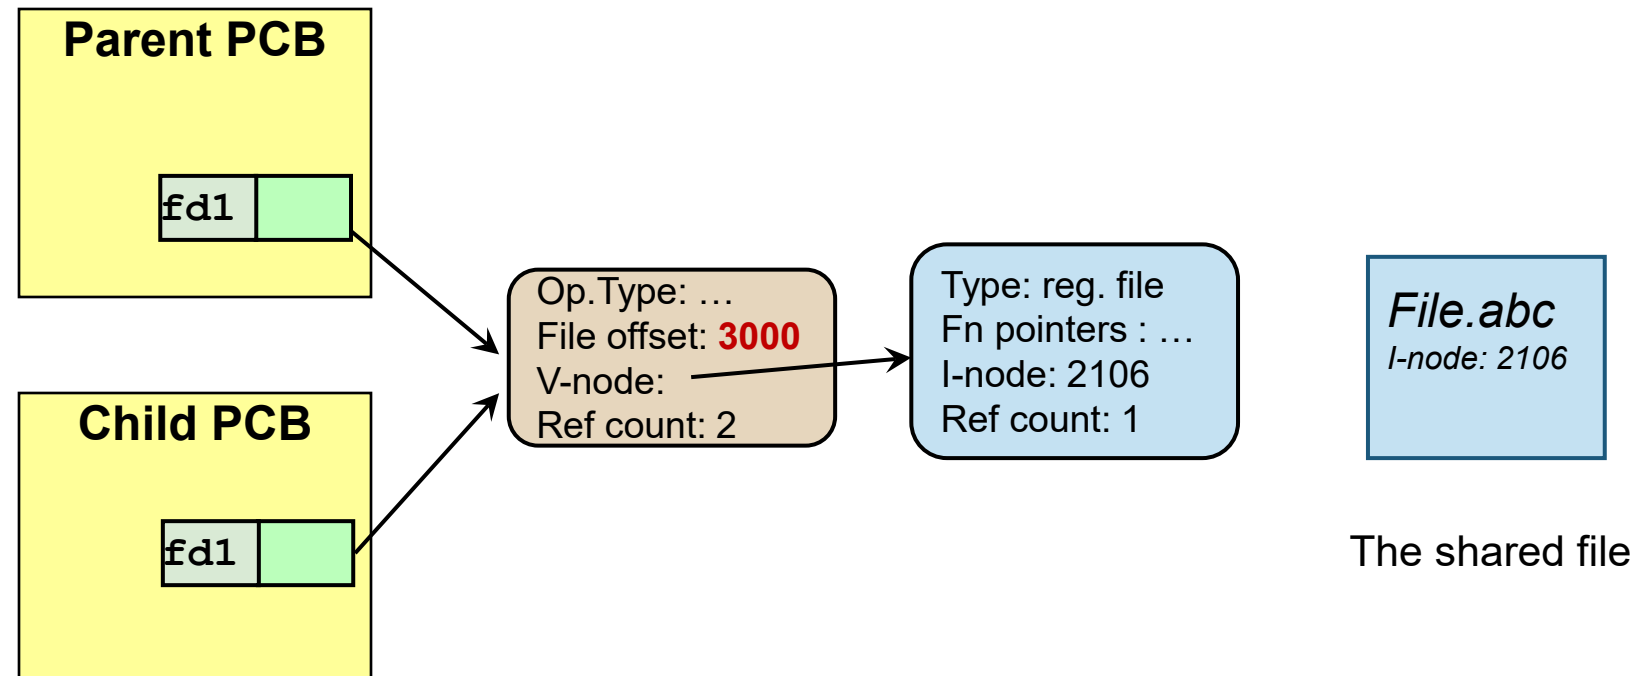 Parent PCB
fd1
Child PCB
fd1
Op.Type: …
File offset: 3000
V-node:
Ref count: 2
Type: reg. file
Fn pointers : …
I-node: 2106
Ref count: 1
File.abc
I-node: 2106
The shared file